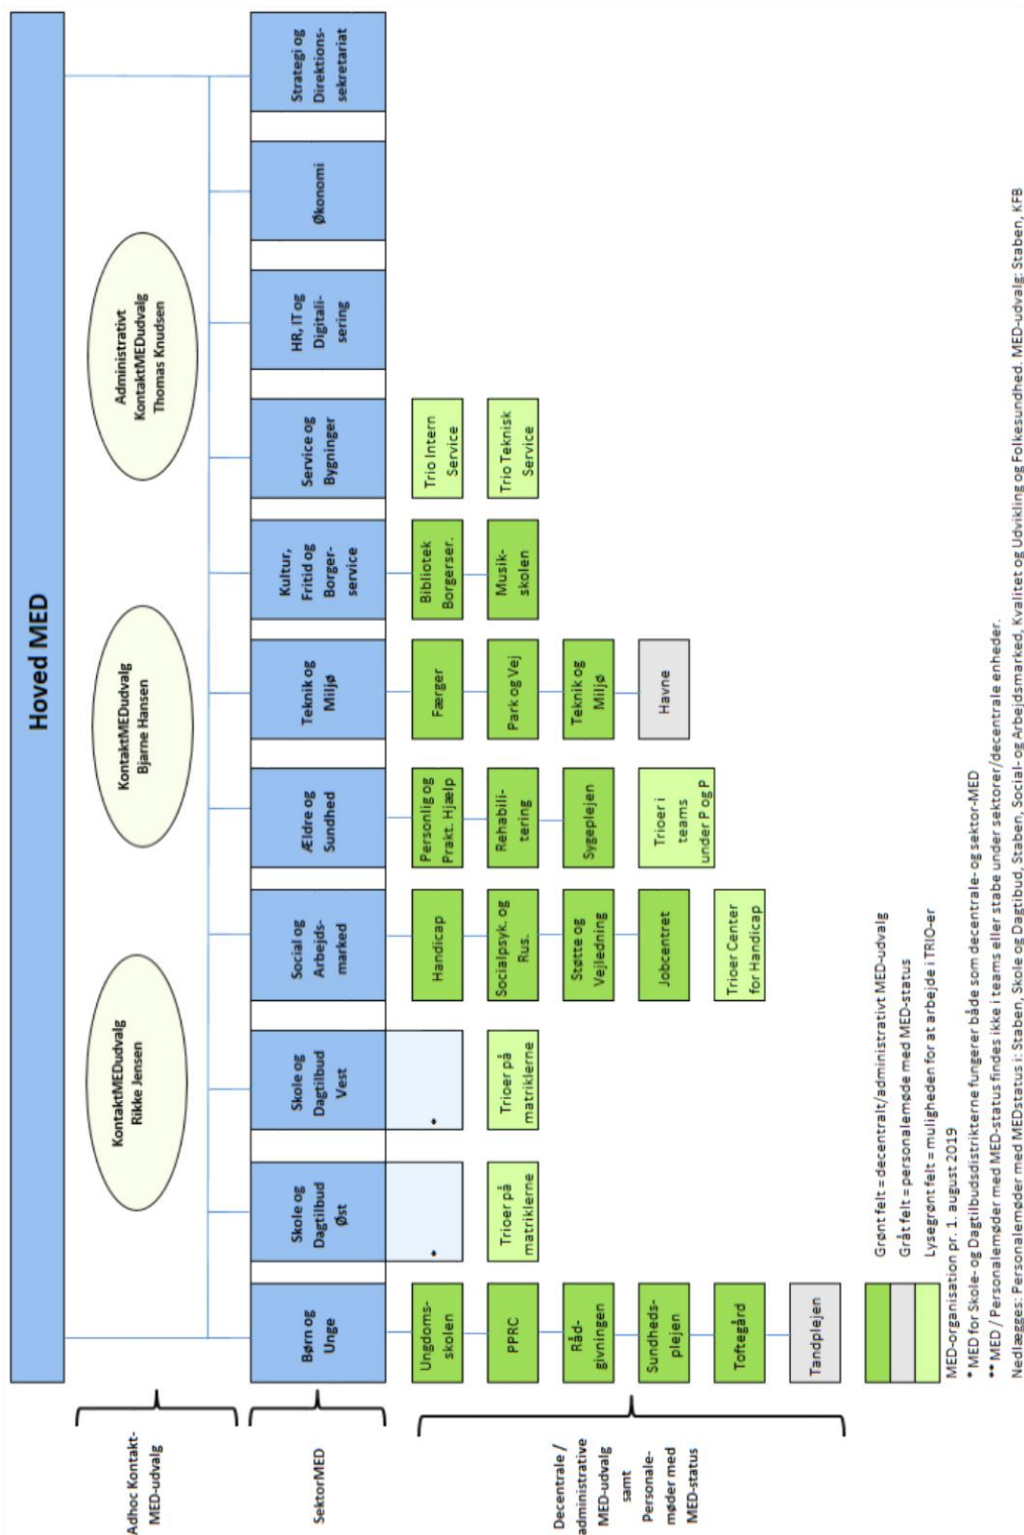 Hoved MED
Adhoc Kontakt-
MED-udvalg
KontaktMEDudvalg
Rikke Jensen
KontaktMEDudvalg
Bjarne Hansen
Administrativt
KontaktMEDudvalg
Thomas Knudsen
SektorMED
Børn og
Unge
Skole og
Dagtilbud
Øst
Skole og
Dagtilbud
Vest
Social og
Arbejds-
marked
Ældre og
Sundhed
Teknik og
Miljø
Kultur,
Fritid og
Borger-
service
Service og
Bygninger
HR, IT og
Digitali-
sering
Økonomi
Strategi og
Direktions-
sekretariat
Decentrale /
administrative
MED-udvalg
samt
Personale-
møder med
MED-status
Ungdoms-
skolen
PPRC
Råd-
givningen
Sundheds-
plejen
Toftegård
Tandplejen
*
Trioer på
matriklerne
*
Trioer på
matriklerne
Handicap
Socialpsyk. og
Rus.
Støtte og
Vejledning
Jobcentret
Trioer Center
for Handicap
Personlig og
Prakt. Hjælp
Rehabili-
tering
Sygeplejen
Trioer i
teams
under P og P
Færger
Park og Vej
Teknik og
Miljø
Havne
Bibliotek
Borgerser.
Musik-
skolen
Trio Intern
Service
Trio Teknisk
Service
Grønt felt = decentralt/administrativt MED-udvalg
Gråt felt = personalemøde med MED-status
Lysegrønt felt = muligheden for at arbejde i TRIO-er
MED-organisation pr. 1. august 2019
* MED for Skole- og Dagtilbudsdistrikterne fungerer både som decentrale- og sektor-MED
** MED / Personalemøder med MED-status findes ikke i teams eller stabe under sektorer/decentrale enheder.
Nedlægges: Personalemøder med MEDstatus i: Staben, Skole og Dagtibud, Staben, Social- og Arbejdsmarked, Kvalitet og Udvikling og Folkesundhed. MED-udvalg: Staben, KFB